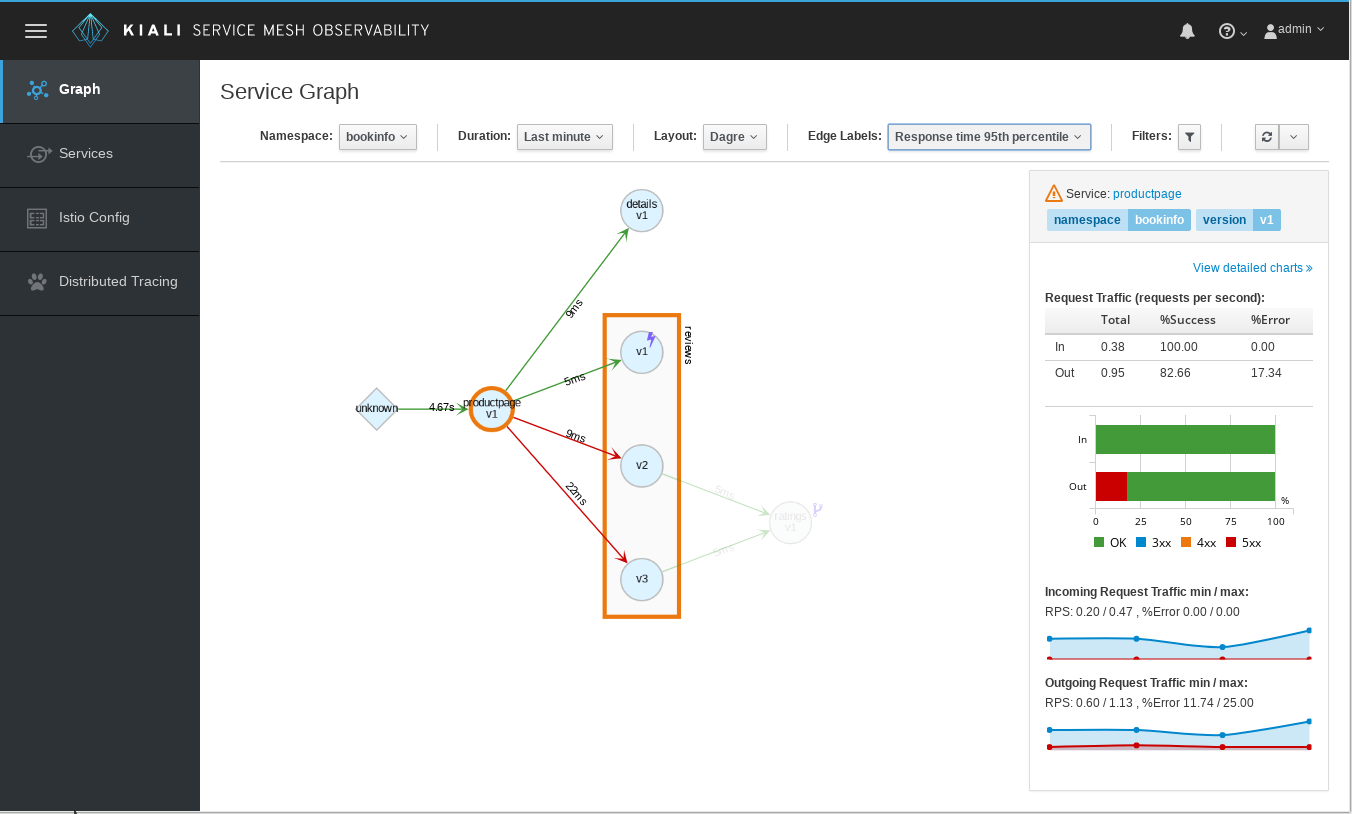 KIALI SERVICE MESH OBSERVABILITY
admin
Graph
Services
Istio Config
Distributed Tracing
Service Graph
Namespace: bookinfo Duration: Last minute Layout: Dagre Edge Labels: Response time 95th percentile Filters:
details
v1
9ms
reviews
v1
5ms
unknown
4.67s
productpage
v1
9ms
v2
22ms
5ms
ratings
v1
5ms
v3
Service: productpage
namespace bookinfo version v1
View detailed charts »
Request Traffic (requests per second):
Total %Success %Error
In 0.38 100.00 0.00
Out 0.95 82.66 17.34
In
Out
%
0 25 50 75 100
OK 3xx 4xx 5xx
Incoming Request Traffic min / max:
RPS: 0.20 / 0.47 , %Error 0.00 / 0.00
Outgoing Request Traffic min / max:
RPS: 0.60 / 1.13 , %Error 11.74 / 25.00